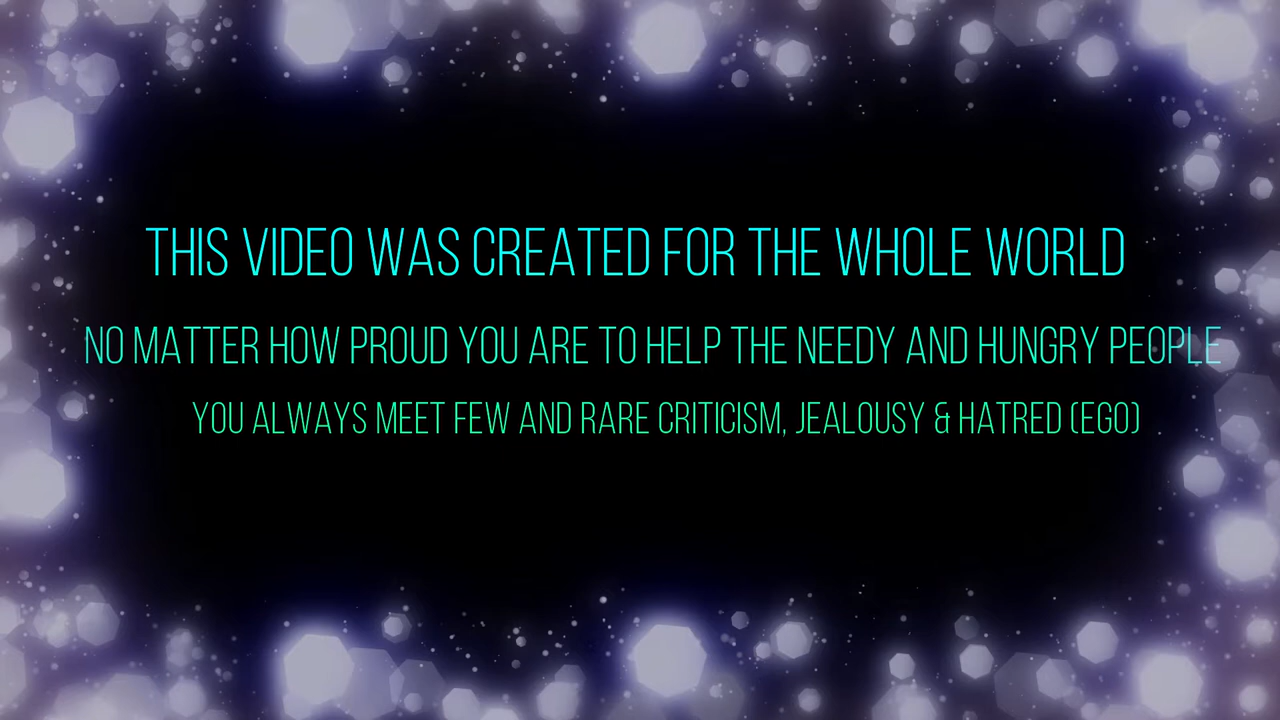 THIS VIDEO WAS CREATED FOR THE WHOLE WORLD
NO MATTER HOW PROUD YOU ARE TO HELP THE NEEDY AND HUNGRY PEOPLE
YOU ALWAYS MEET FEW AND RARE CRITICISM, JEALOUSY & HATRED (EGO)